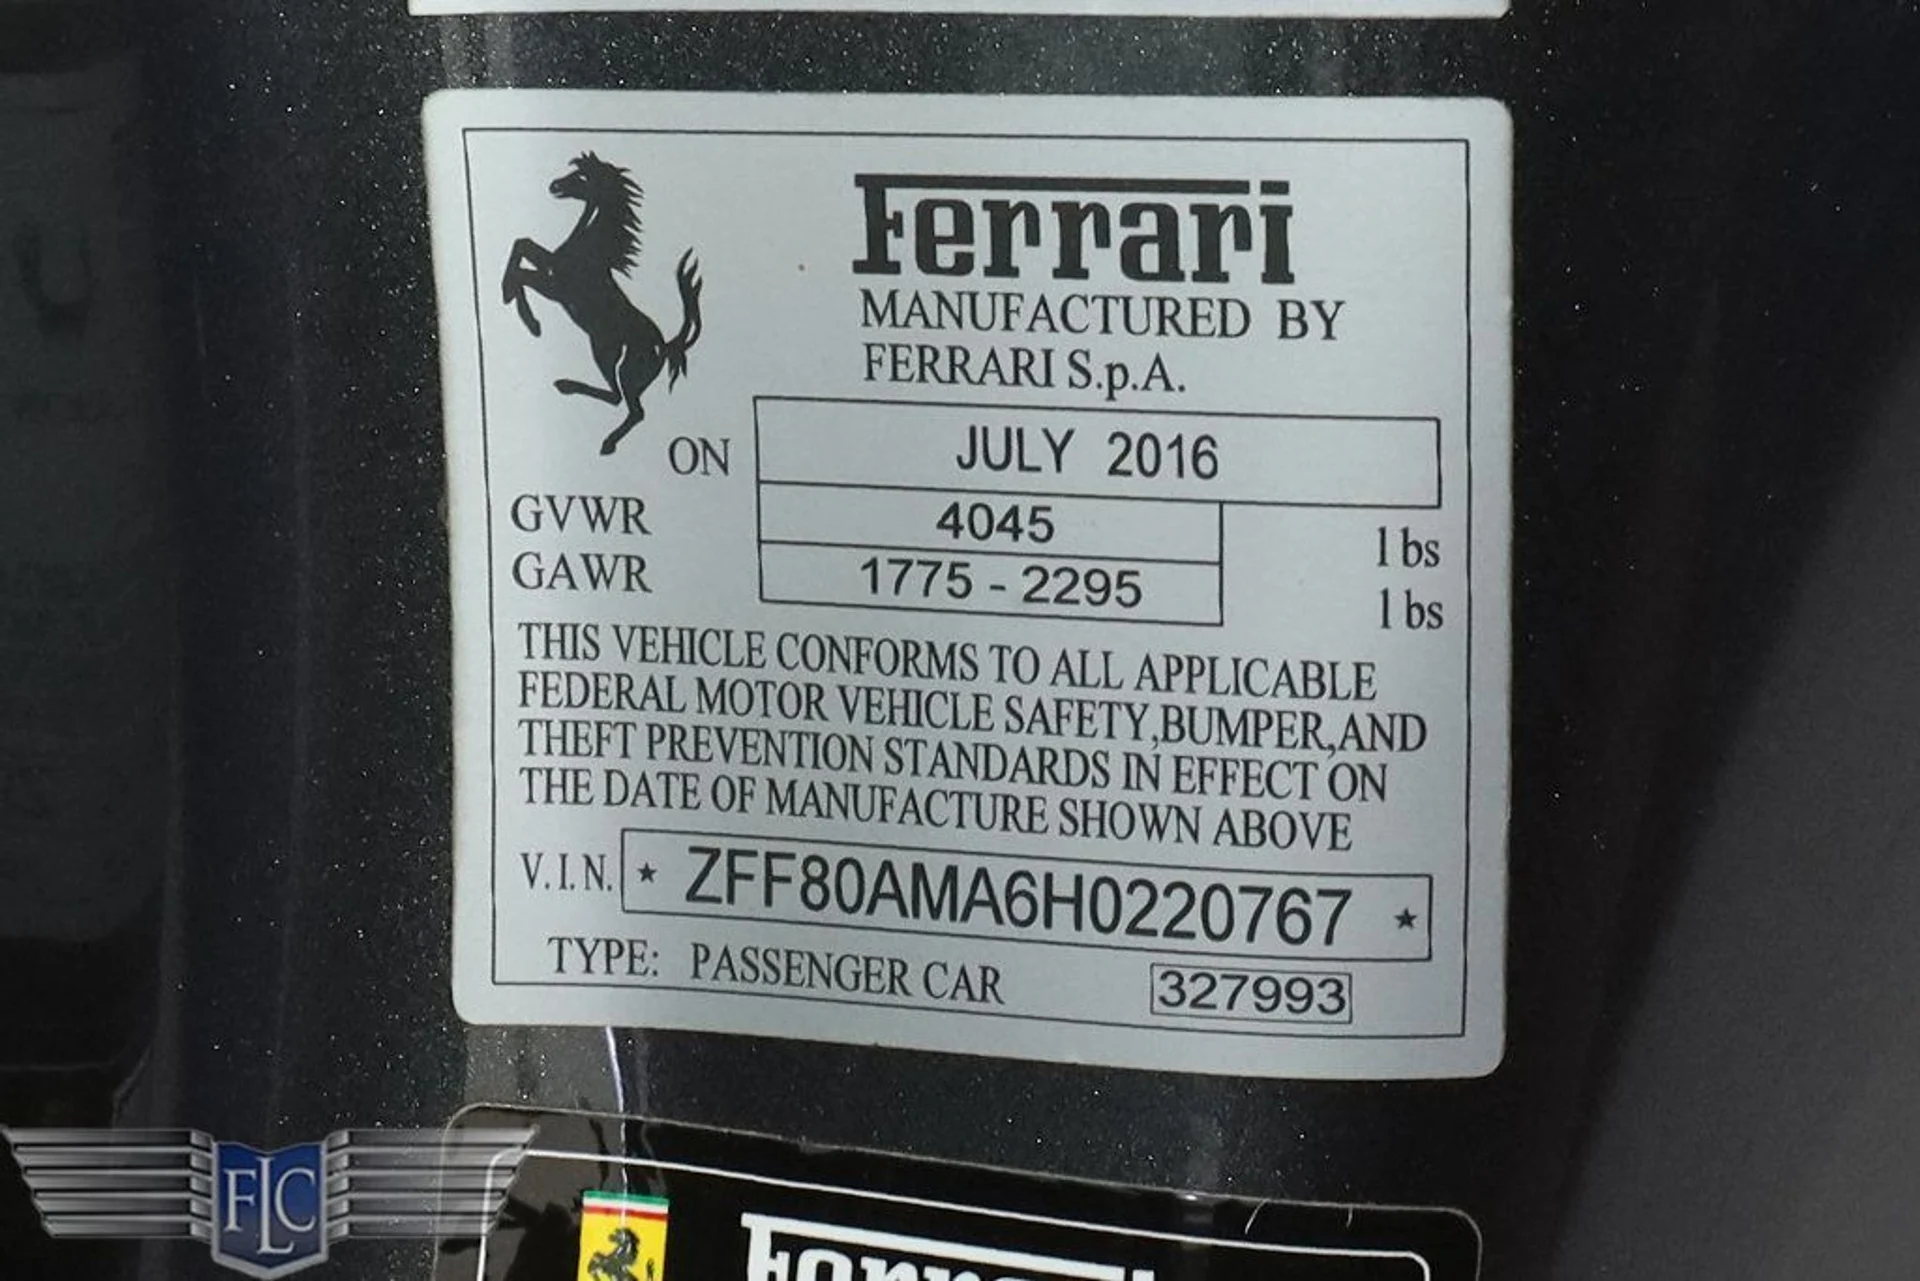 Ferrari
MANUFACTURED BY
FERRARI S.p.A.
ON JULY 2016
GVWR 4045 lbs
GAWR 1775 - 2295 lbs
THIS VEHICLE CONFORMS TO ALL APPLICABLE
FEDERAL MOTOR VEHICLE SAFETY,BUMPER,AND
THEFT PREVENTION STANDARDS IN EFFECT ON
THE DATE OF MANUFACTURE SHOWN ABOVE
V.I.N. * ZFF80AMA6H0220767 *
TYPE: PASSENGER CAR 327993
FLC
Ferrari